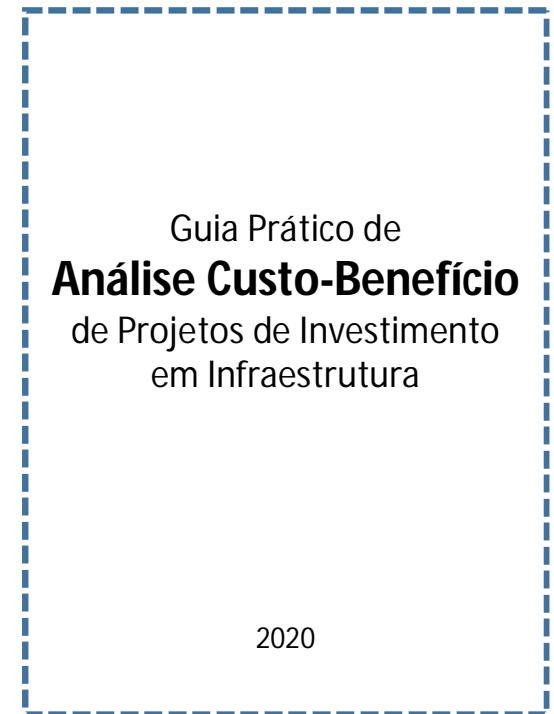 Guia Prático de
Análise Custo-Benefício
de Projetos de Investimento
em Infraestrutura
2020